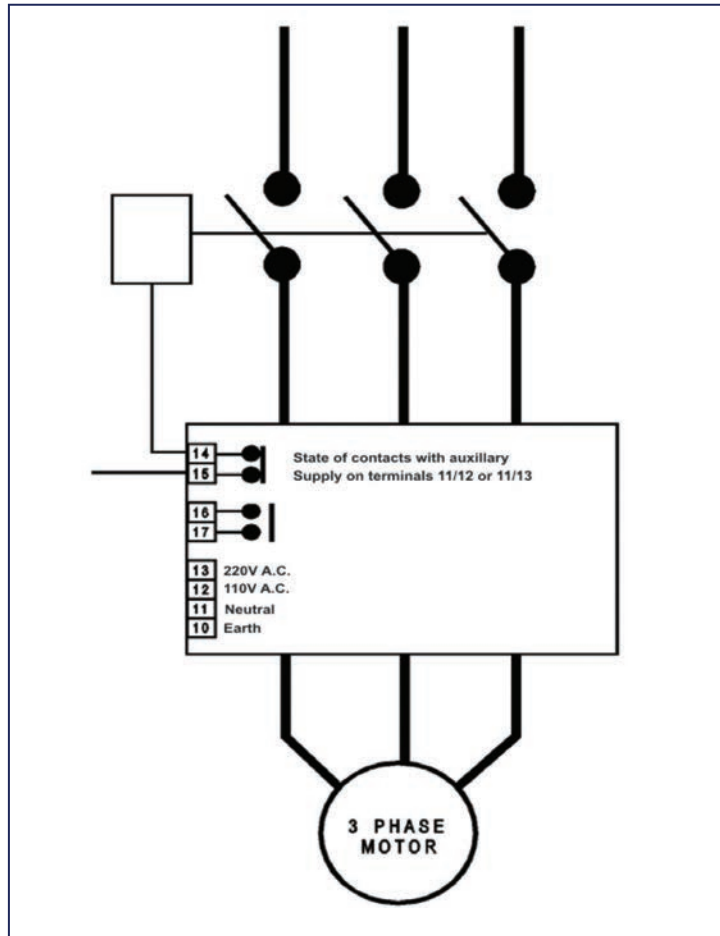 14
State of contacts with auxillary
15
Supply on terminals 11/12 or 11/13
16
17
13 220V A.C.
12 110V A.C.
11 Neutral
10 Earth
3 PHASE
MOTOR